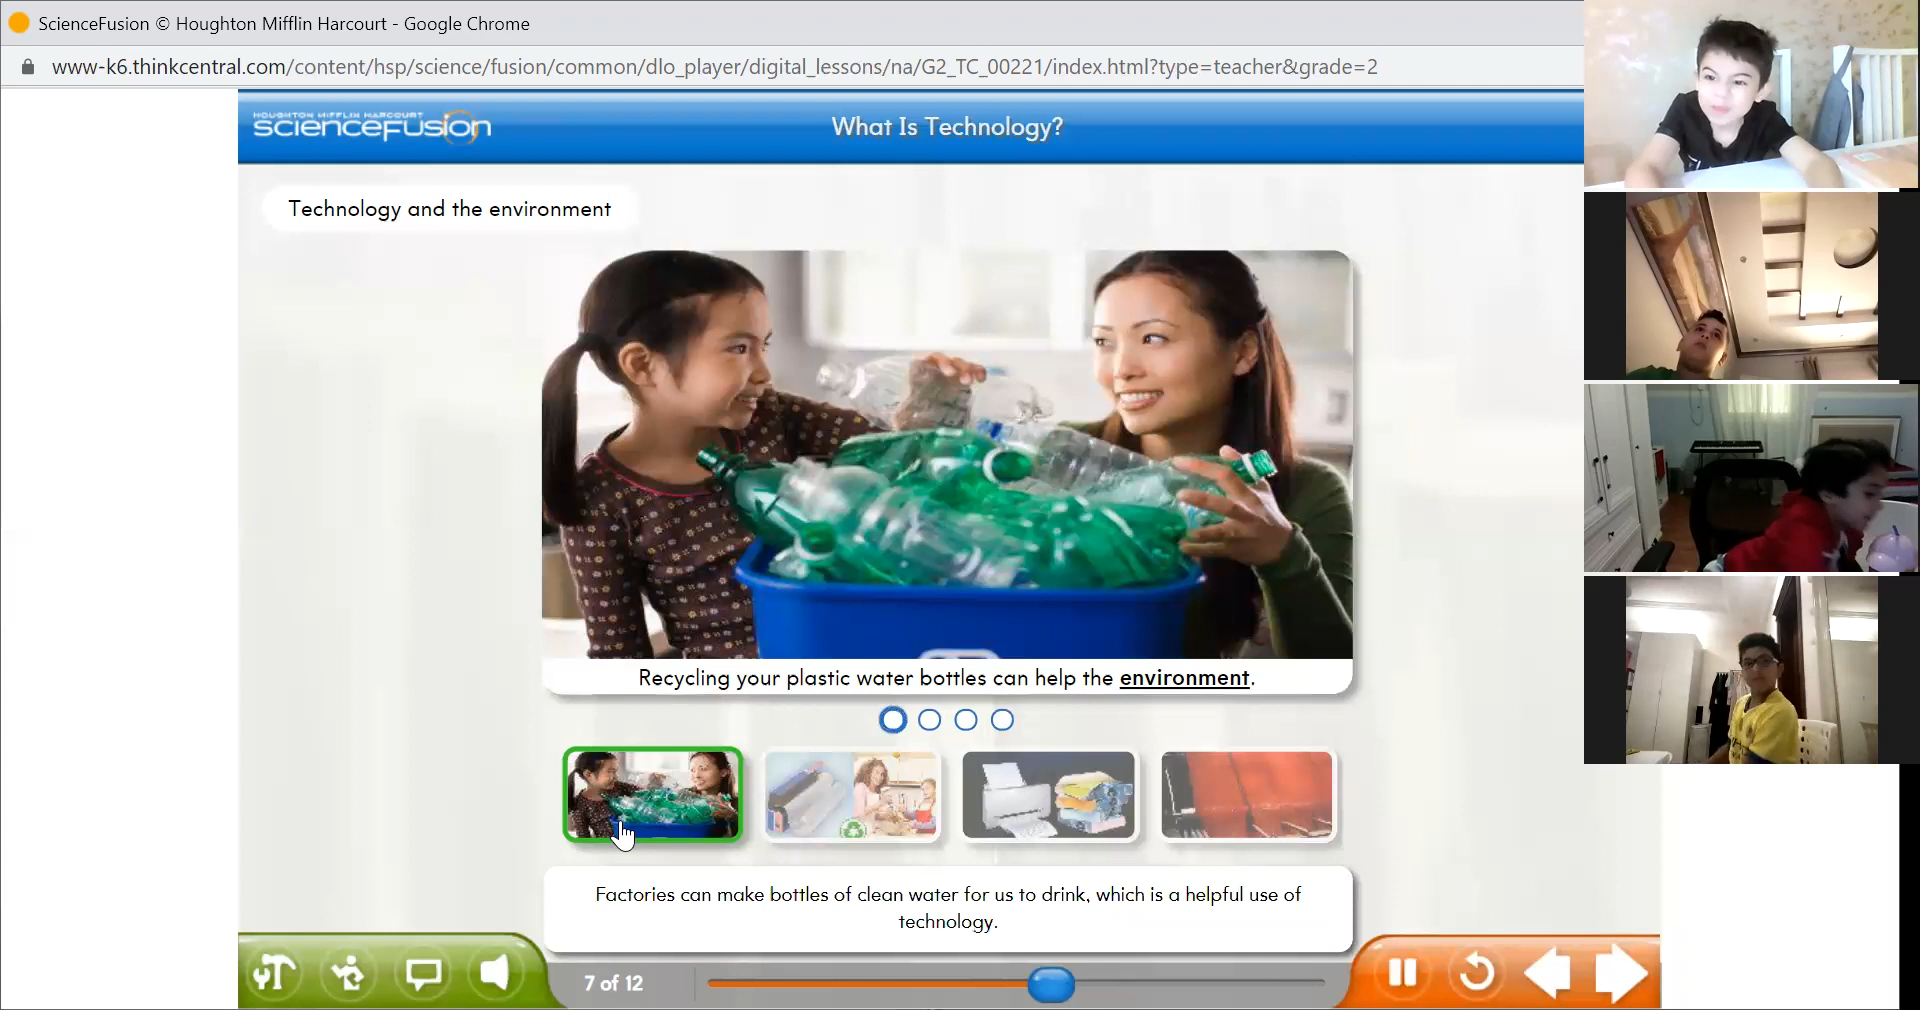 ScienceFusion © Houghton Mifflin Harcourt - Google Chrome
www-k6.thinkcentral.com/content/hsp/science/fusion/common/dlo_player/digital_lessons/na/G2_TC_00221/index.html?type=teacher&grade=2
HOUGHTON MIFFLIN HARCOURT
scienceFusion
What Is Technology?
Technology and the environment
Recycling your plastic water bottles can help the environment.
Factories can make bottles of clean water for us to drink, which is a helpful use of
technology.
7 of 12